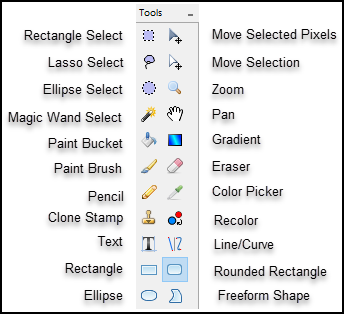 Tools
Rectangle Select Move Selected Pixels
Lasso Select Move Selection
Ellipse Select Zoom
Magic Wand Select Pan
Paint Bucket Gradient
Paint Brush Eraser
Pencil Color Picker
Clone Stamp Recolor
Text Line/Curve
Rectangle Rounded Rectangle
Ellipse Freeform Shape